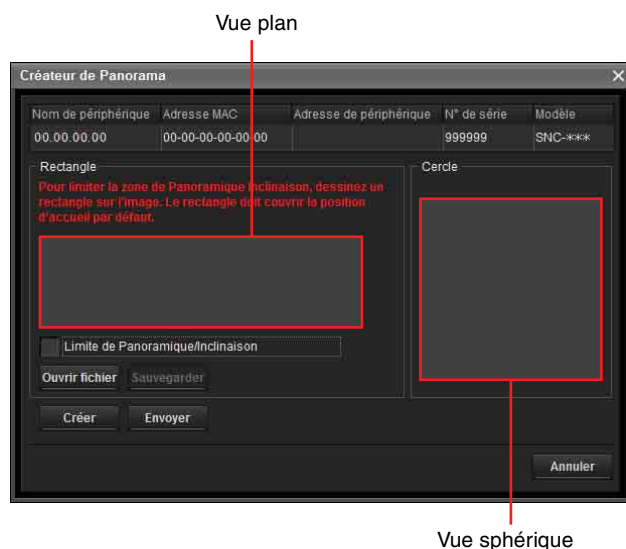 Vue plan
Créateur de Panorama
Nom de périphérique Adresse MAC Adresse de périphérique N° de série Modèle
00.00.00.00 00-00-00-00-00-00 999999 SNC-***
Rectangle
Pour limiter la zone de Panoramique Inclinaison, dessinez un
rectangle sur l'image. Le rectangle doit couvrir la position
d'accueil par défaut.
Cercle
Limite de Panoramique/Inclinaison
Ouvrir fichier Sauvegarder
Créer Envoyer
Annuler
Vue sphérique